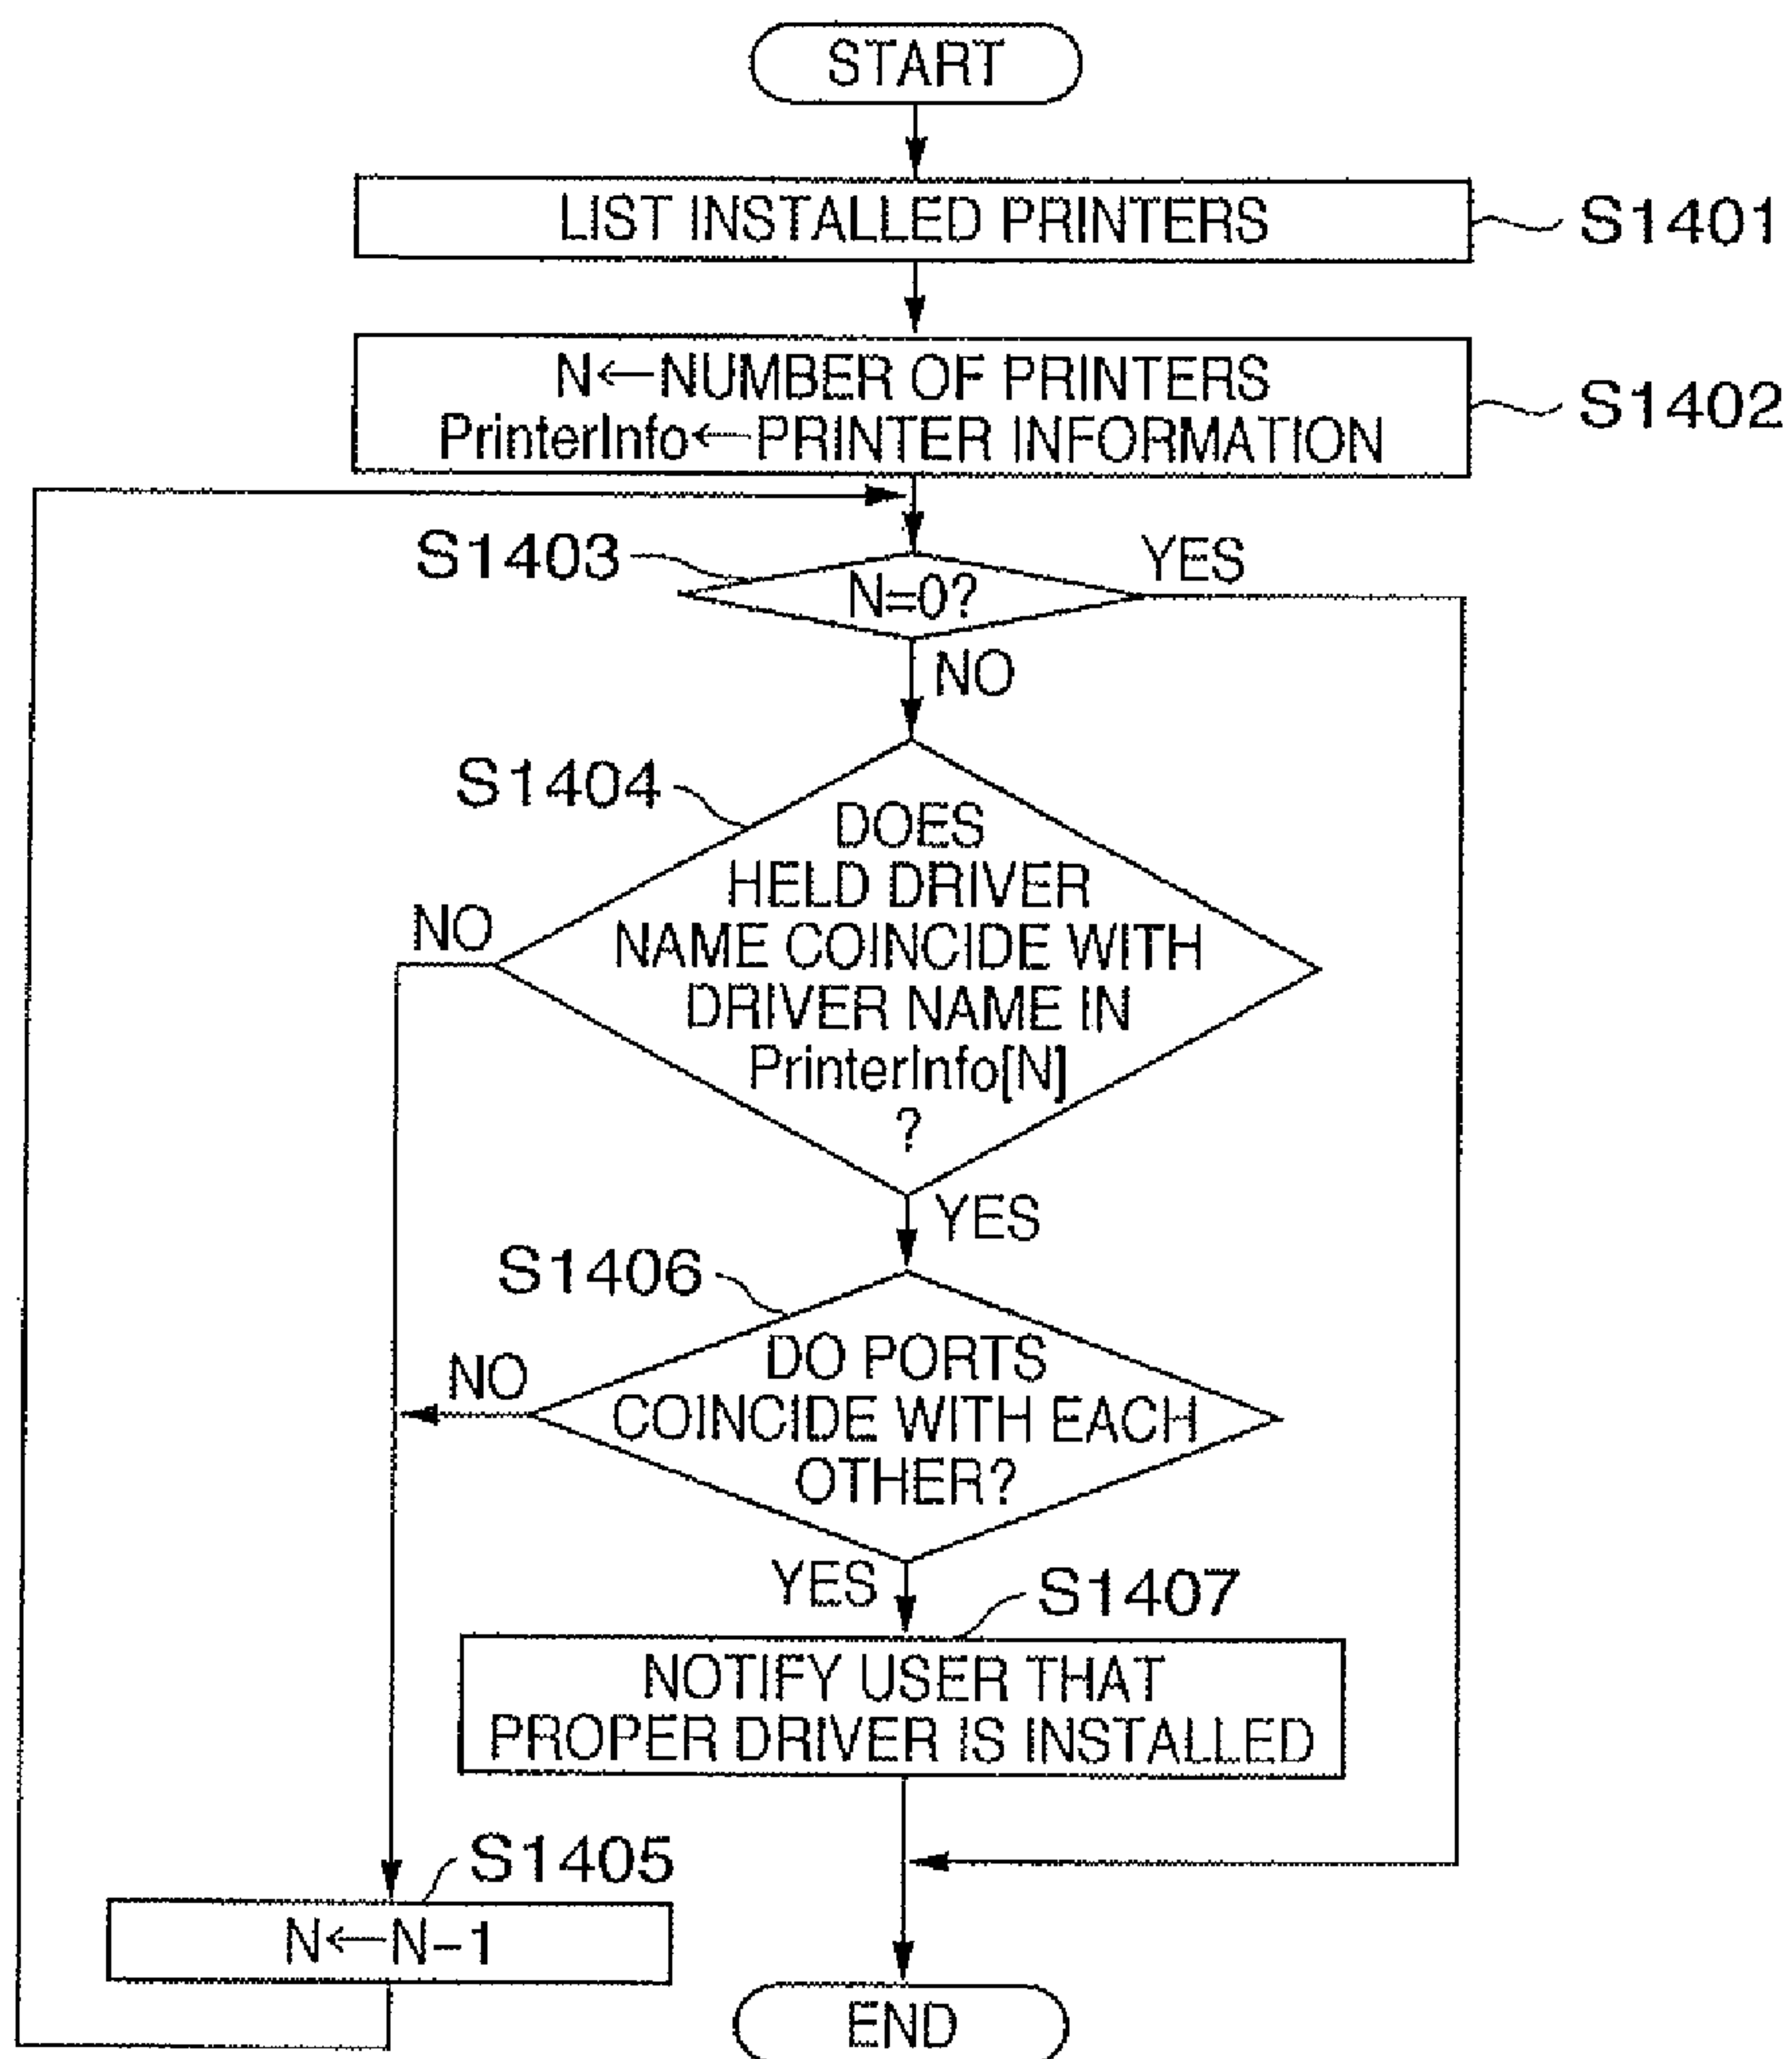 START
LIST INSTALLED PRINTERS
S1401
N←NUMBER OF PRINTERS
PrinterInfo←PRINTER INFORMATION
S1402
S1403
N=0?
YES
NO
S1404
DOES
HELD DRIVER
NAME COINCIDE WITH
DRIVER NAME IN
PrinterInfo[N]
?
NO
YES
S1406
DO PORTS
COINCIDE WITH EACH
OTHER?
NO
YES
S1407
NOTIFY USER THAT
PROPER DRIVER IS INSTALLED
S1405
N←N-1
END